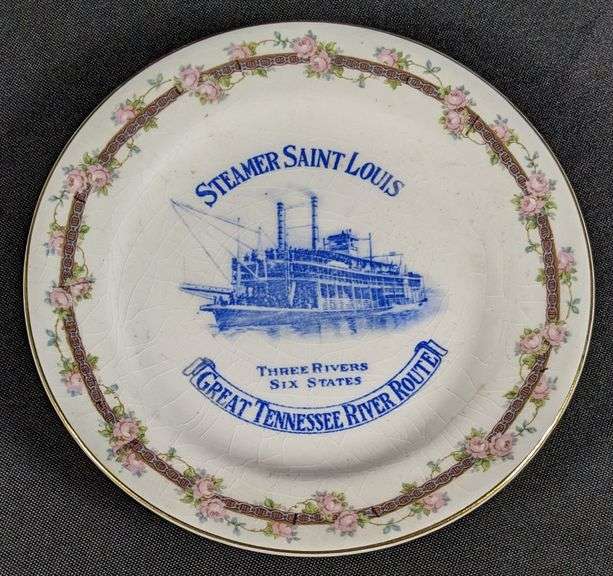 STEAMER SAINT LOUIS
THREE RIVERS
SIX STATES
GREAT TENNESSEE RIVER ROUTE